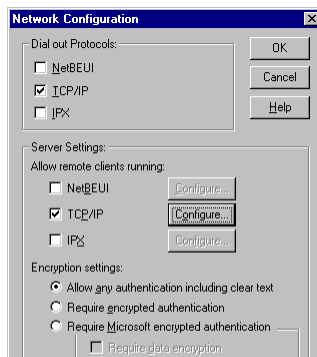 Network Configuration
Dial out Protocols:
NetBEUI
TCP/IP
IPX
OK
Cancel
Help
Server Settings:
Allow remote clients running:
NetBEUI Configure...
TCP/IP Configure...
IPX Configure...
Encryption settings:
Allow any authentication including clear text
Require encrypted authentication
Require Microsoft encrypted authentication
Require data encryption